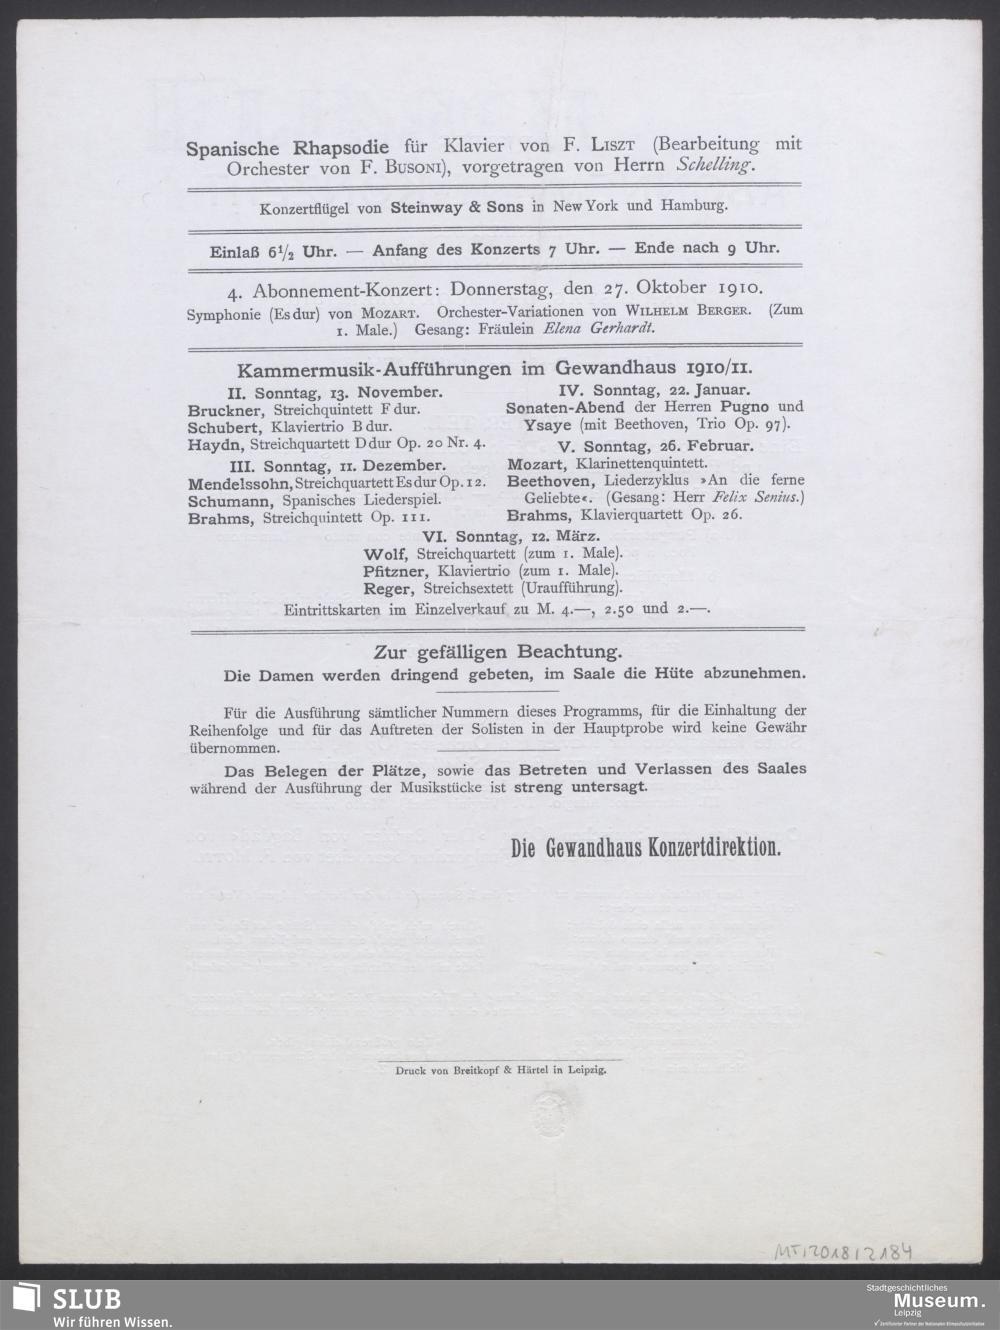 Spanische Rhapsodie für Klavier von F. Liszt (Bearbeitung mit
Orchester von F. Busoni), vorgetragen von Herrn Schelling.
Konzertflügel von Steinway & Sons in New York und Hamburg.
Einlaß 6½ Uhr. — Anfang des Konzerts 7 Uhr. — Ende nach 9 Uhr.
4. Abonnement-Konzert: Donnerstag, den 27. Oktober 1910.
Symphonie (Es dur) von Mozart. Orchester-Variationen von Wilhelm Berger. (Zum
1. Male.) Gesang: Fräulein Elena Gerhardt.
Kammermusik-Aufführungen im Gewandhaus 1910/11.
II. Sonntag, 13. November.
Bruckner, Streichquintett F dur.
Schubert, Klaviertrio B dur.
Haydn, Streichquartett D dur Op. 20 Nr. 4.
III. Sonntag, 11. Dezember.
Mendelssohn, Streichquartett Es dur Op. 12.
Schumann, Spanisches Liederspiel.
Brahms, Streichquintett Op. 111.
IV. Sonntag, 22. Januar.
Sonaten-Abend der Herren Pugno und
Ysaye (mit Beethoven, Trio Op. 97).
V. Sonntag, 26. Februar.
Mozart, Klarinettenquintett.
Beethoven, Liederzyklus »An die ferne
Geliebte«. (Gesang: Herr Felix Senius.)
Brahms, Klavierquartett Op. 26.
VI. Sonntag, 12. März.
Wolf, Streichquartett (zum 1. Male).
Pfitzner, Klaviertrio (zum 1. Male).
Reger, Streichsextett (Uraufführung).
Eintrittskarten im Einzelverkauf zu M. 4.—, 2.50 und 2.—.
Zur gefälligen Beachtung.
Die Damen werden dringend gebeten, im Saale die Hüte abzunehmen.
Für die Ausführung sämtlicher Nummern dieses Programms, für die Einhaltung der
Reihenfolge und für das Auftreten der Solisten in der Hauptprobe wird keine Gewähr
übernommen.
Das Belegen der Plätze, sowie das Betreten und Verlassen des Saales
während der Ausführung der Musikstücke ist streng untersagt.
Die Gewandhaus Konzertdirektion.
Druck von Breitkopf & Härtel in Leipzig.
MT/2018/2184
SLUB
Wir führen Wissen.
Stadtgeschichtliches
Museum.
Leipzig
✓ Zertifizierter Partner der Nationalen Klimaschutzinitiative